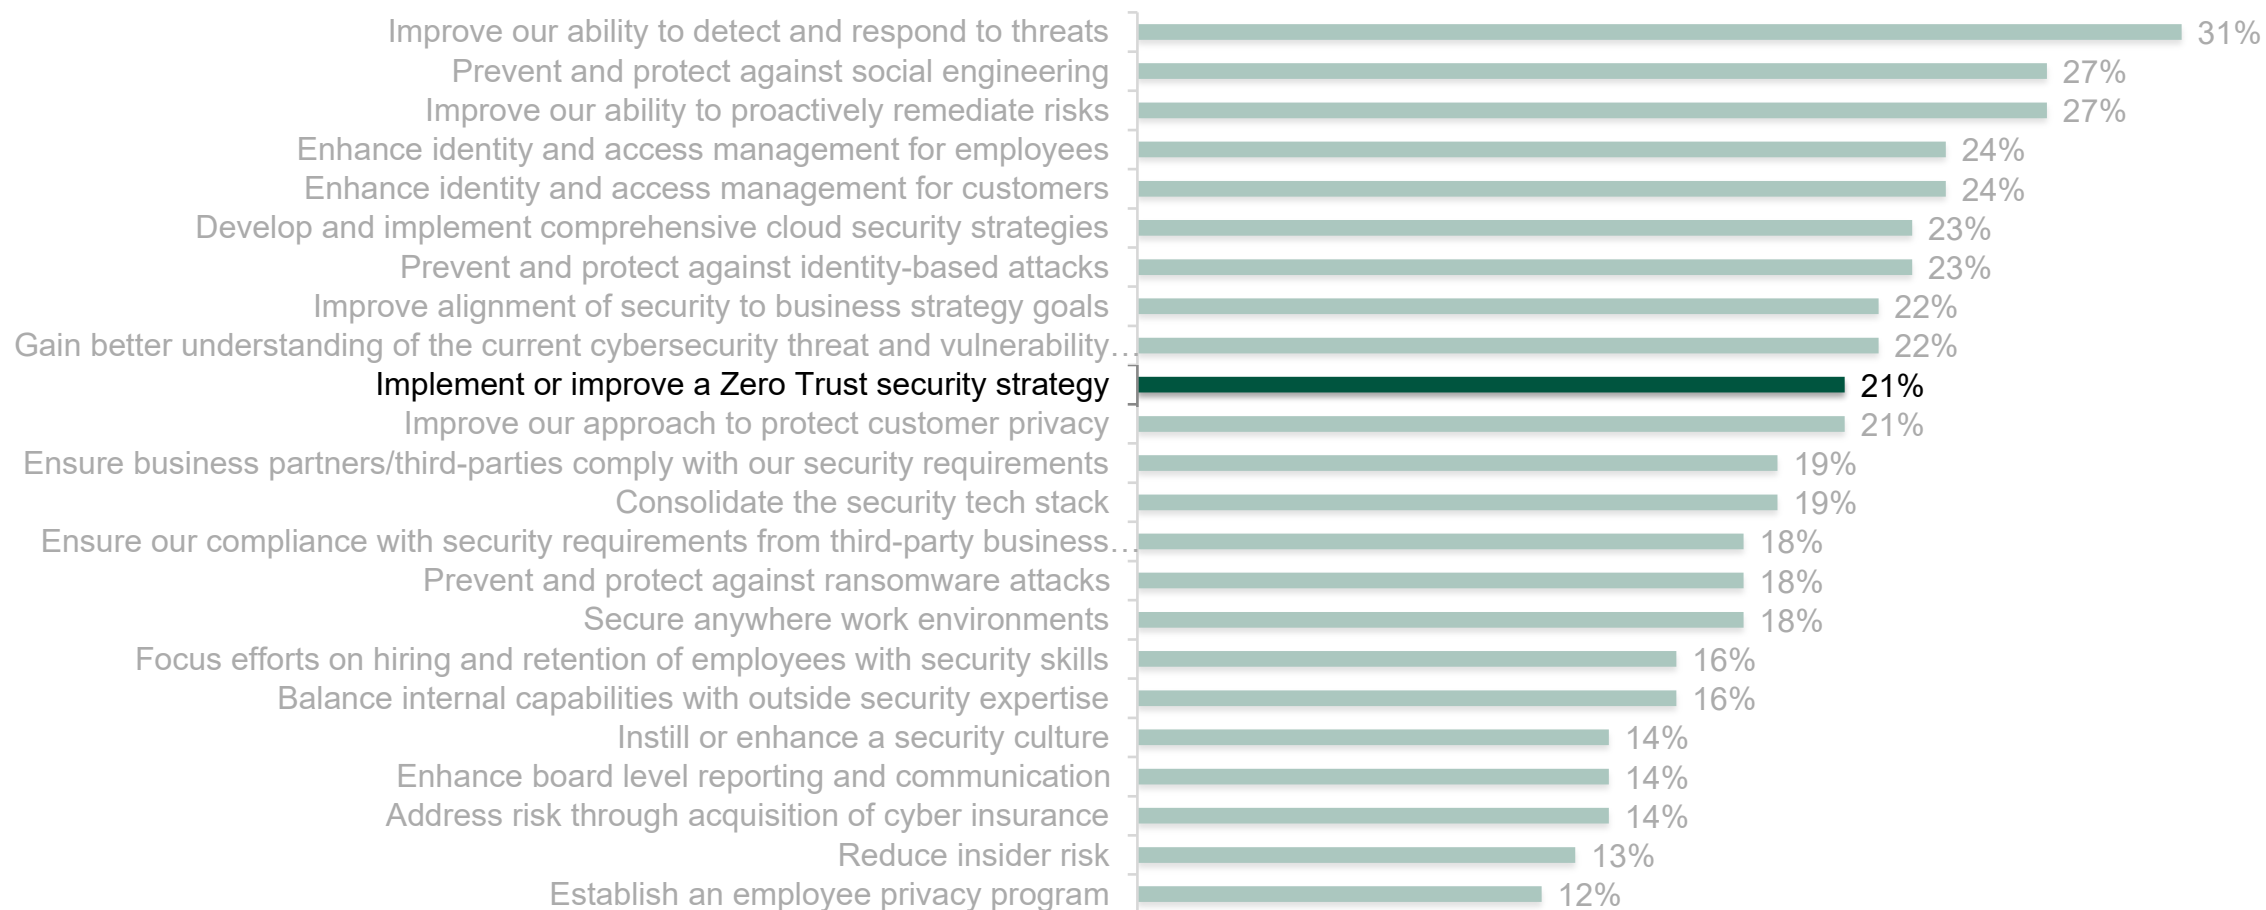 Improve our ability to detect and respond to threats 31%
Prevent and protect against social engineering 27%
Improve our ability to proactively remediate risks 27%
Enhance identity and access management for employees 24%
Enhance identity and access management for customers 24%
Develop and implement comprehensive cloud security strategies 23%
Prevent and protect against identity-based attacks 23%
Improve alignment of security to business strategy goals 22%
Gain better understanding of the current cybersecurity threat and vulnerability… 22%
Implement or improve a Zero Trust security strategy 21%
Improve our approach to protect customer privacy 21%
Ensure business partners/third-parties comply with our security requirements 19%
Consolidate the security tech stack 19%
Ensure our compliance with security requirements from third-party business… 18%
Prevent and protect against ransomware attacks 18%
Secure anywhere work environments 18%
Focus efforts on hiring and retention of employees with security skills 16%
Balance internal capabilities with outside security expertise 16%
Instill or enhance a security culture 14%
Enhance board level reporting and communication 14%
Address risk through acquisition of cyber insurance 14%
Reduce insider risk 13%
Establish an employee privacy program 12%